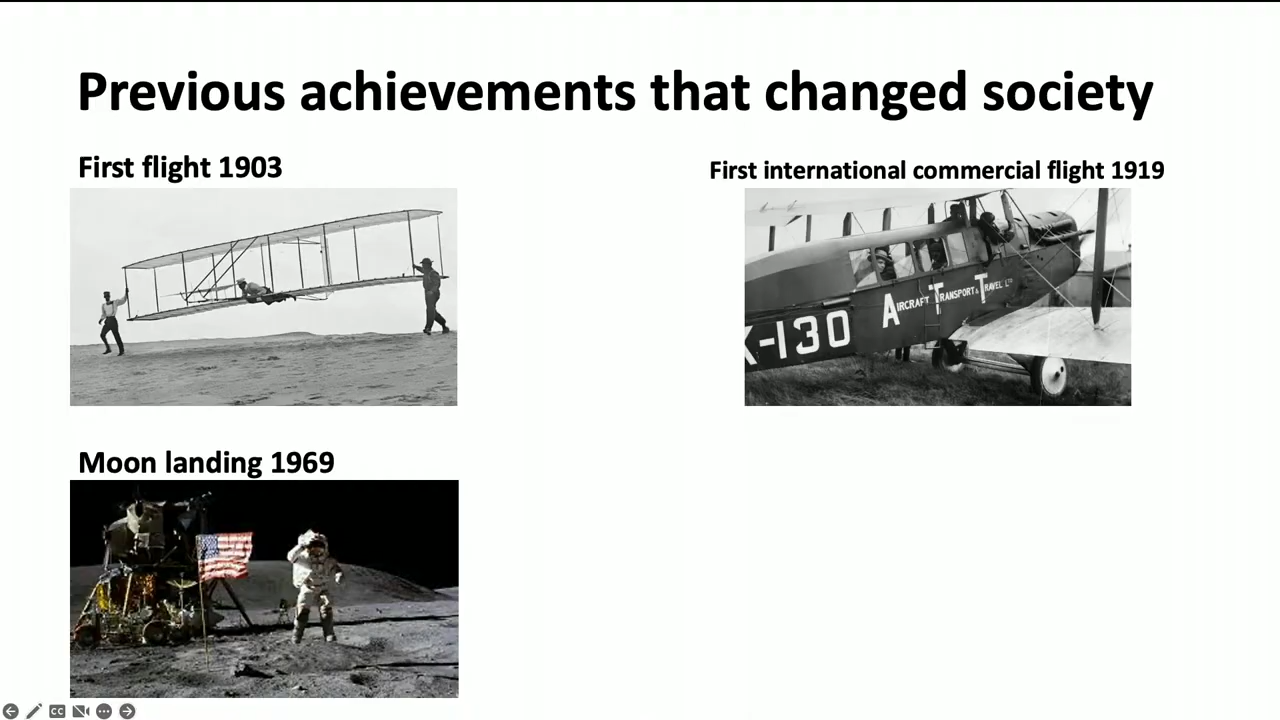 Previous achievements that changed society
First flight 1903
First international commercial flight 1919
AIRCRAFT TRANSPORT & TRAVEL LTD
K-130
Moon landing 1969
CC